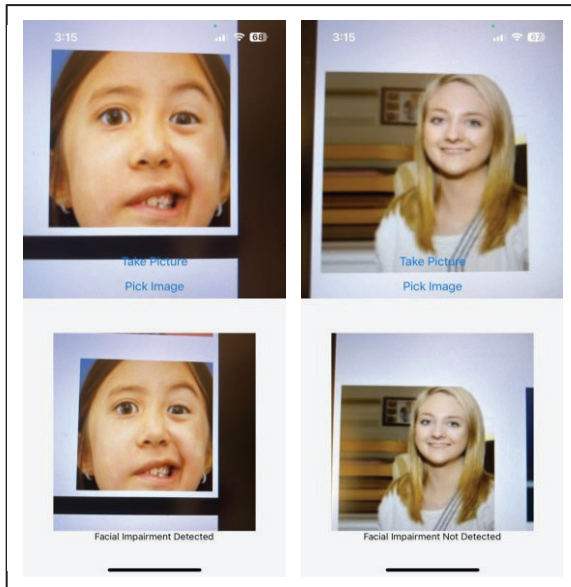 3:15 68
Take Picture
Pick Image
Facial Impairment Detected
3:15 67
Take Picture
Pick Image
Facial Impairment Not Detected